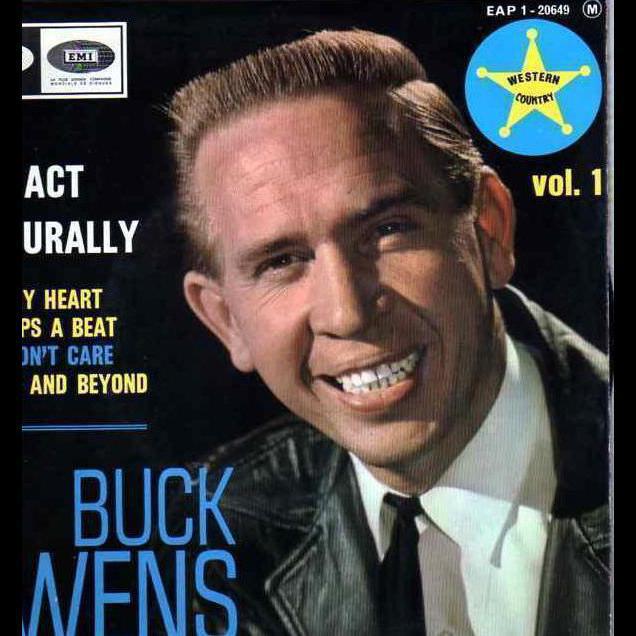 EAP 1 - 20649 M
EMI
WESTERN
COUNTRY
vol. 1
ACT
URALLY
Y HEART
PS A BEAT
ON'T CARE
AND BEYOND
BUCK
WENS